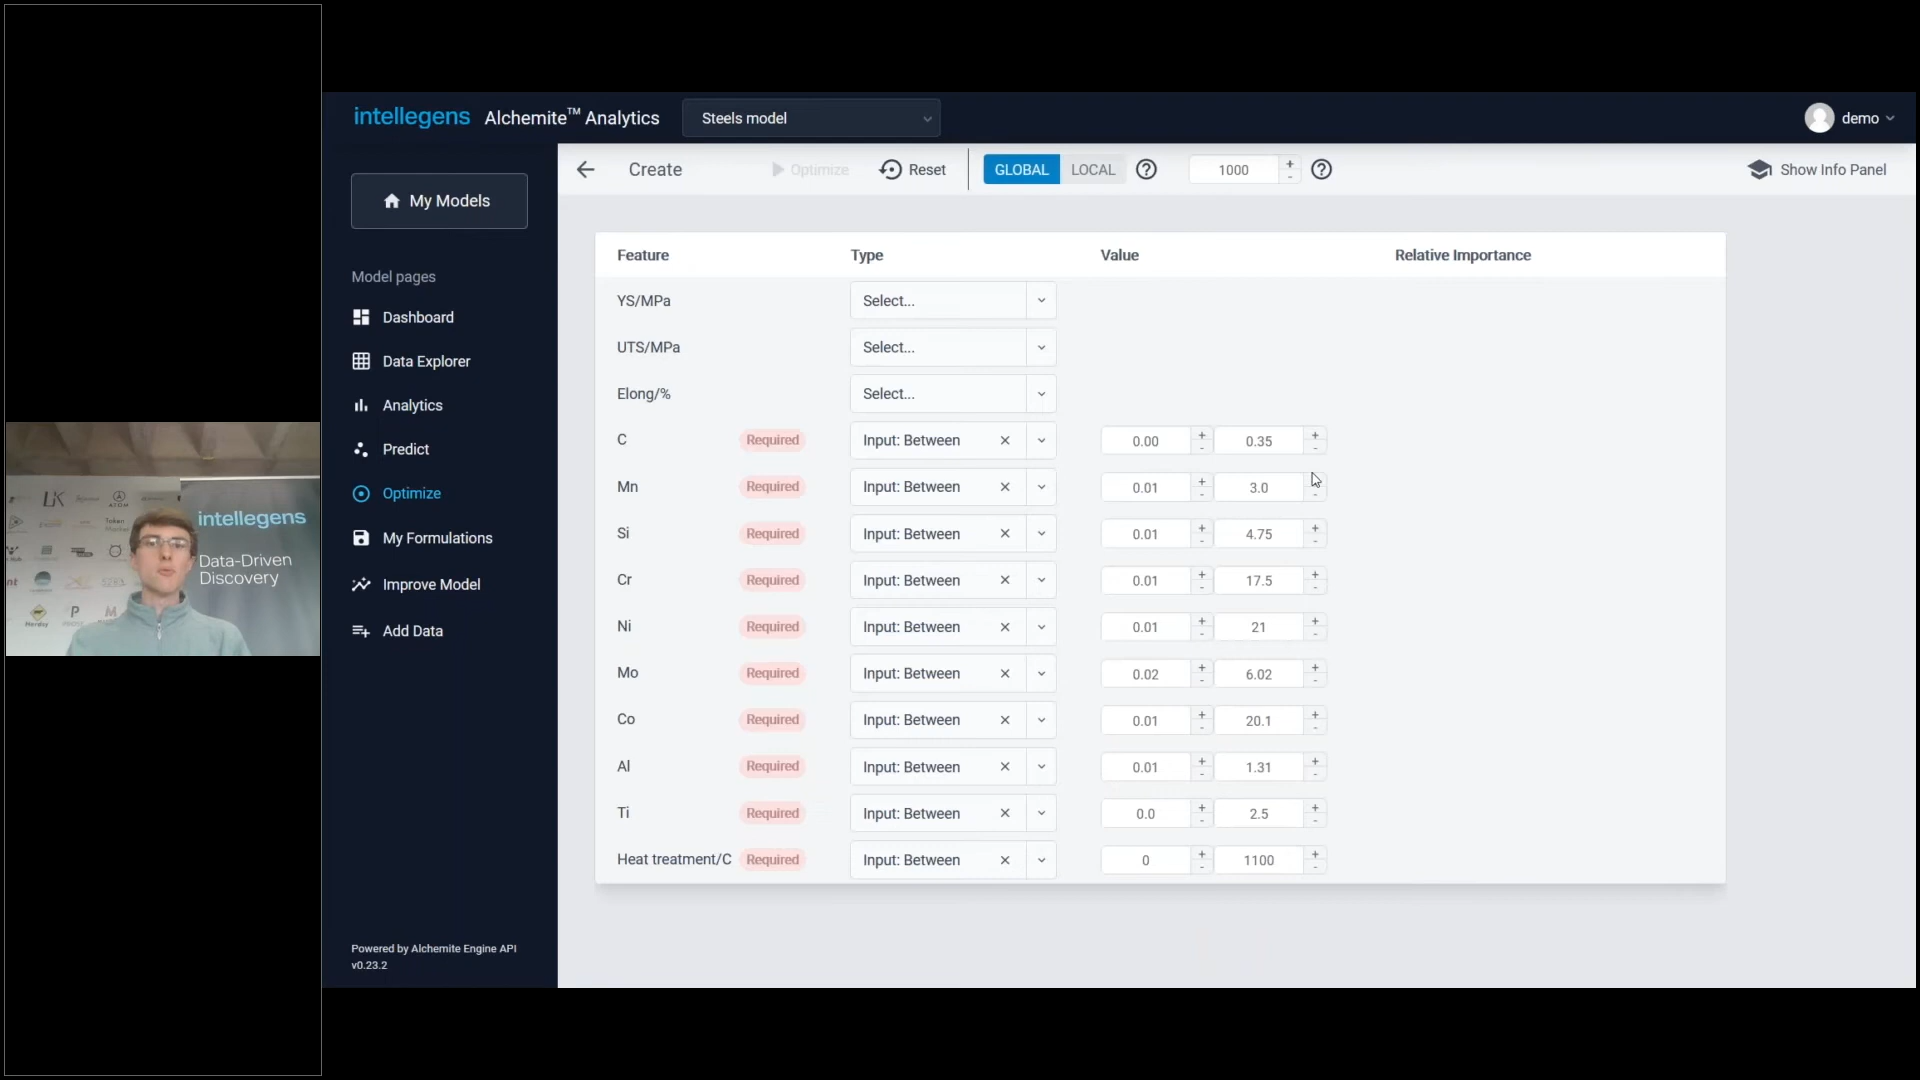 intellegens Alchemite™ Analytics Steels model demo
Create Optimize Reset GLOBAL LOCAL ? 1000 + - ? Show Info Panel
My Models
Model pages
Dashboard
Data Explorer
Analytics
Predict
Optimize
My Formulations
Improve Model
Add Data
Powered by Alchemite Engine API
v0.23.2
Feature Type Value Relative Importance
YS/MPa Select...
UTS/MPa Select...
Elong/% Select...
C Required Input: Between × 0.00 + - 0.35 + -
Mn Required Input: Between × 0.01 + - 3.0 -
Si Required Input: Between × 0.01 + - 4.75 + -
Cr Required Input: Between × 0.01 + - 17.5 + -
Ni Required Input: Between × 0.01 + - 21 + -
Mo Required Input: Between × 0.02 + - 6.02 + -
Co Required Input: Between × 0.01 + - 20.1 + -
Al Required Input: Between × 0.01 + - 1.31 + -
Ti Required Input: Between × 0.0 + - 2.5 + -
Heat treatment/C Required Input: Between × 0 + - 1100 + -
intellegens
Data-Driven
Discovery